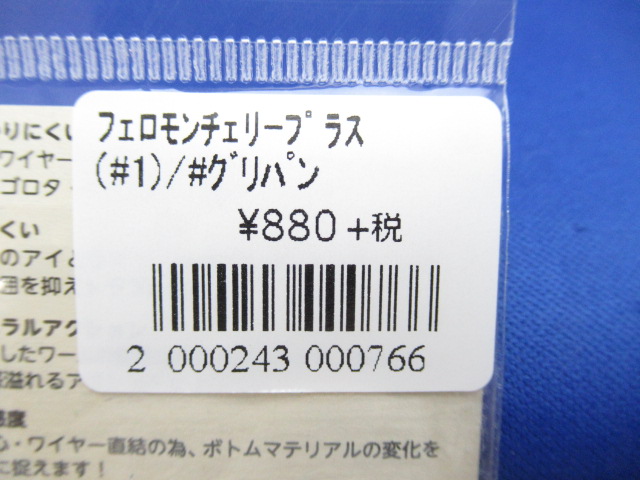 フェロモンチェリープラス
(#1)/#グリパン
¥880+税
2 000243 000766
りにくい
ワイヤー
ゴロタ
くい
のアイと
囲を抑え
ラルアク
したワー
溢れるア
感度
心・ワイヤー直結の為、ボトムマテリアルの変化を
に捉えます!